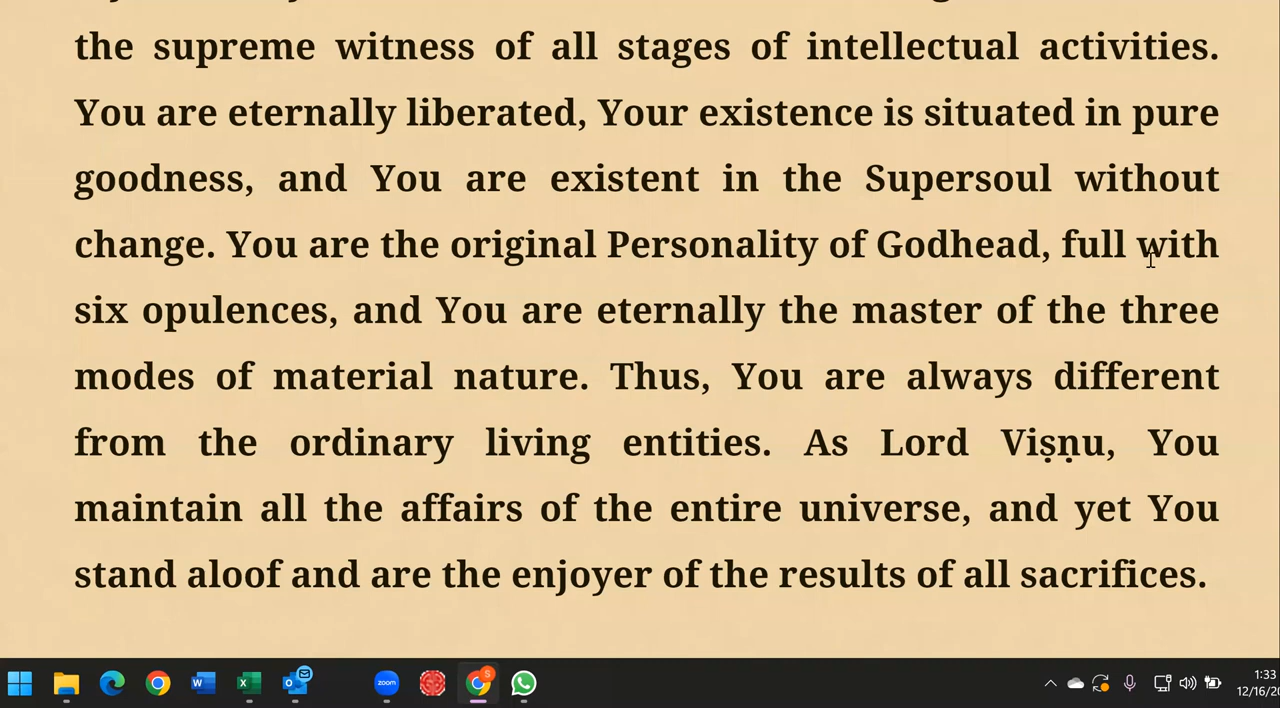 the supreme witness of all stages of intellectual activities.
You are eternally liberated, Your existence is situated in pure
goodness, and You are existent in the Supersoul without
change. You are the original Personality of Godhead, full with
six opulences, and You are eternally the master of the three
modes of material nature. Thus, You are always different
from the ordinary living entities. As Lord Viṣṇu, You
maintain all the affairs of the entire universe, and yet You
stand aloof and are the enjoyer of the results of all sacrifices.
zoom
S
1:33
12/16/20